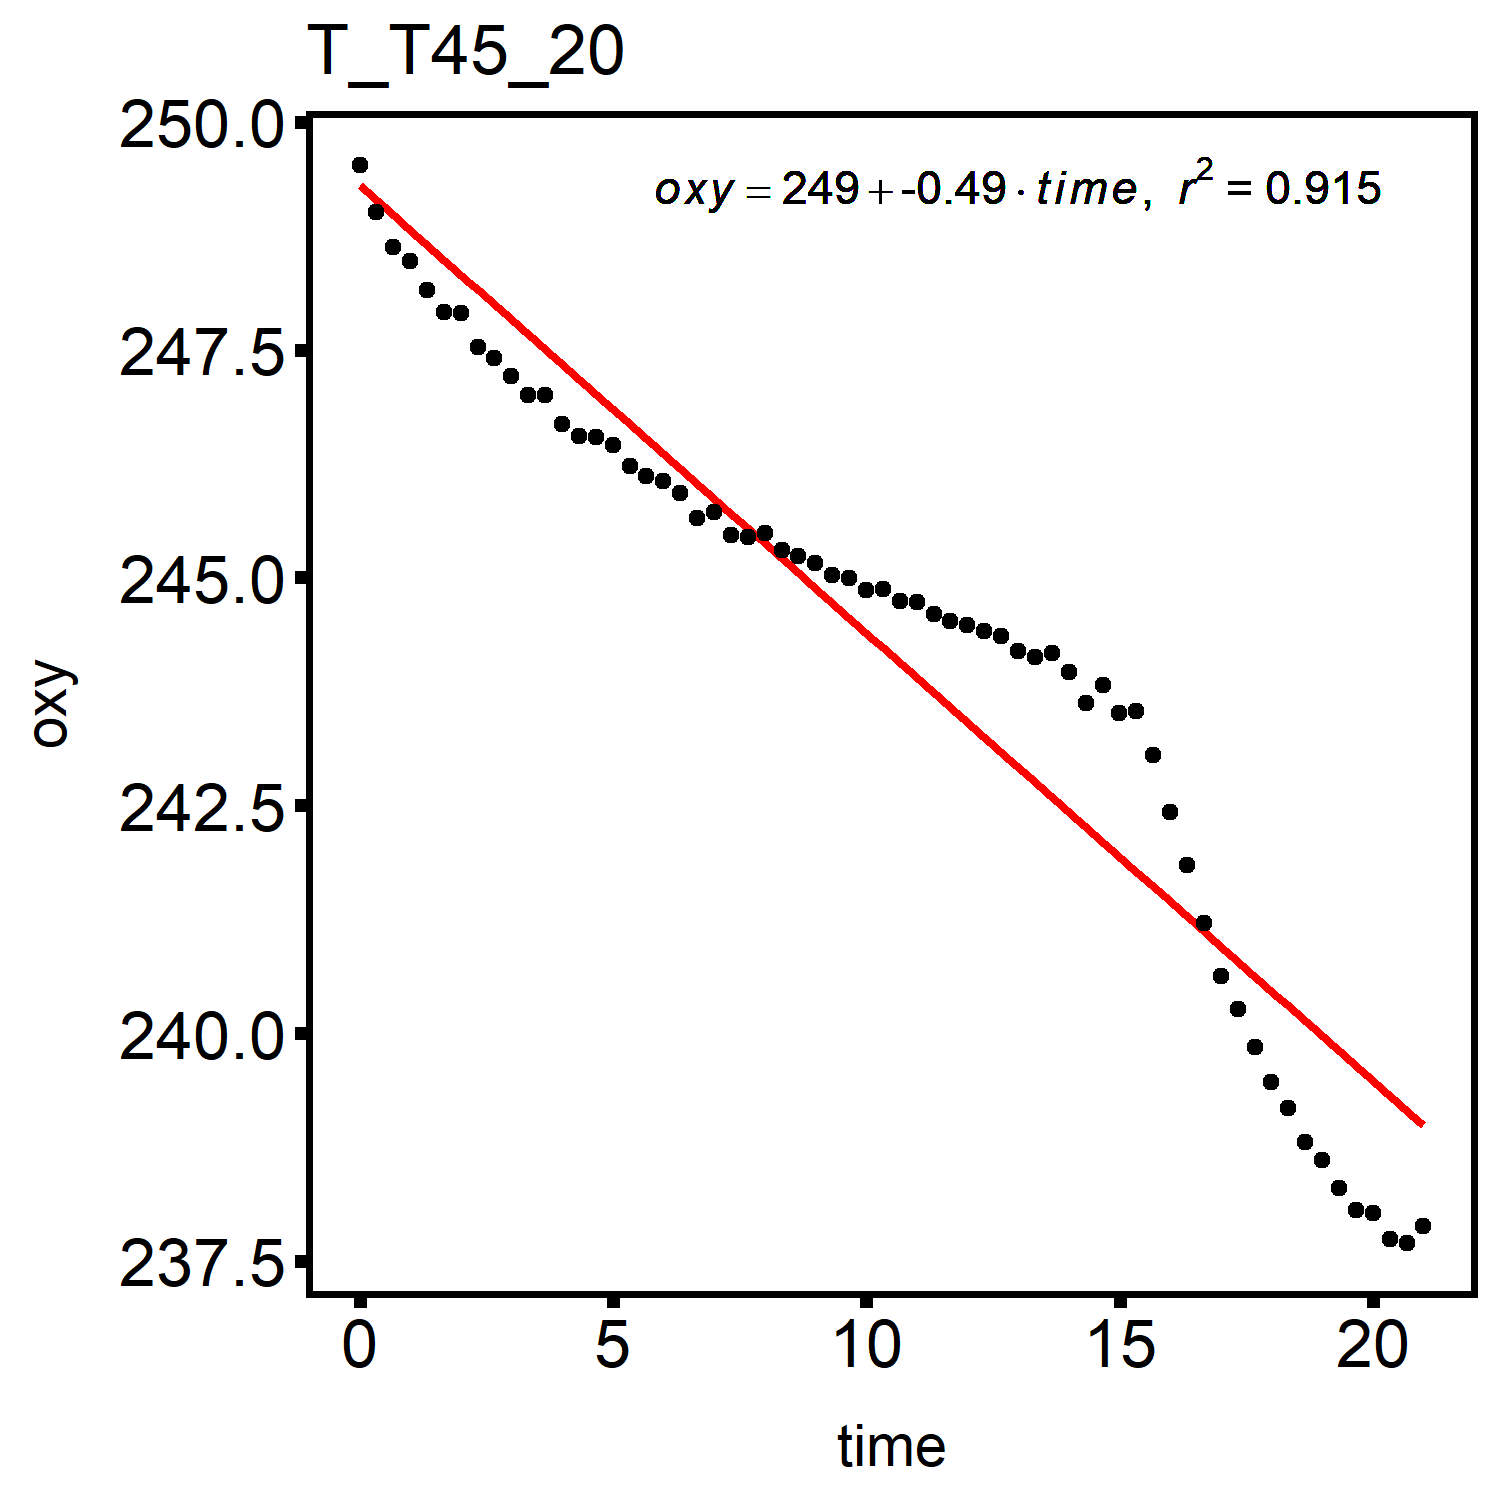 T_T45_20
250.0
oxy = 249 + -0.49 · time, r² = 0.915
247.5
245.0
oxy
242.5
240.0
237.5
0 5 10 15 20
time